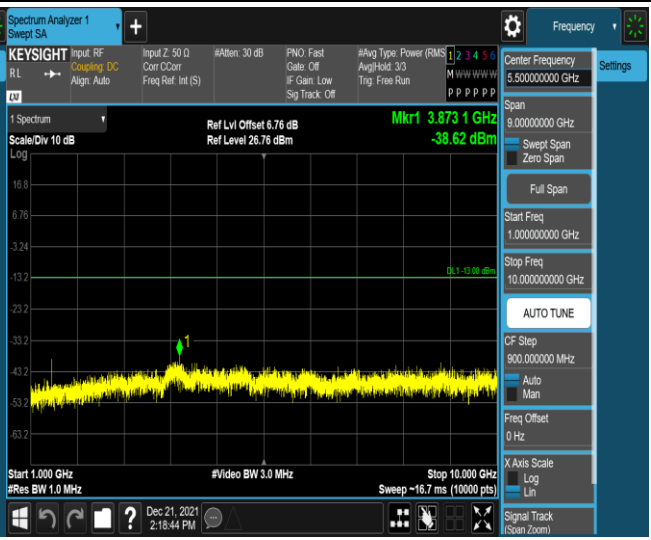 Spectrum Analyzer 1
Swept SA
Frequency
KEYSIGHT
Input: RF
Input Z: 50 Ω
#Atten: 30 dB
PNO: Fast
#Avg Type: Power (RMS
1 2 3 4 5 6
R L
Coupling: DC
Corr CCorr
Gate: Off
Avg|Hold: 3/3
M W W W W W
Align: Auto
Freq Ref: Int (S)
IF Gain: Low
Trig: Free Run
Sig Track: Off
P P P P P P
LXI
Settings
1 Spectrum
Ref Lvl Offset 6.76 dB
Mkr1 3.873 1 GHz
Scale/Div 10 dB
Ref Level 26.76 dBm
-38.62 dBm
Log
16.8
6.76
-3.24
DL1 -13.00 dBm
-13.2
-23.2
-33.2
1
-43.2
-53.2
-63.2
Start 1.000 GHz
#Video BW 3.0 MHz
Stop 10.000 GHz
#Res BW 1.0 MHz
Sweep ~16.7 ms (10000 pts)
Center Frequency
5.500000000 GHz
Span
9.00000000 GHz
Swept Span
Zero Span
Full Span
Start Freq
1.000000000 GHz
Stop Freq
10.000000000 GHz
AUTO TUNE
CF Step
900.000000 MHz
Auto
Man
Freq Offset
0 Hz
X Axis Scale
Log
Lin
Signal Track
(Span Zoom)
?
Dec 21, 2021
2:18:44 PM